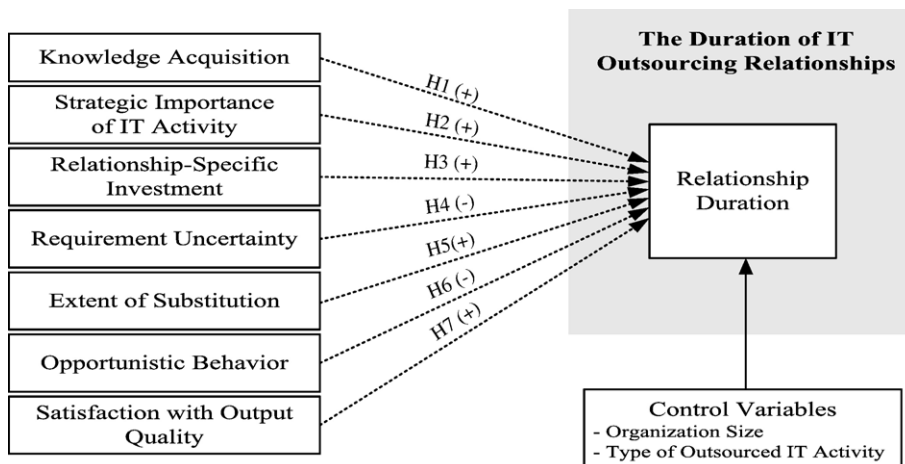 Knowledge Acquisition
Strategic Importance
of IT Activity
Relationship-Specific
Investment
Requirement Uncertainty
Extent of Substitution
Opportunistic Behavior
Satisfaction with Output
Quality
H1 (+)
H2 (+)
H3 (+)
H4 (-)
H5(+)
H6 (-)
H7 (+)
The Duration of IT
Outsourcing Relationships
Relationship
Duration
Control Variables
- Organization Size
- Type of Outsourced IT Activity